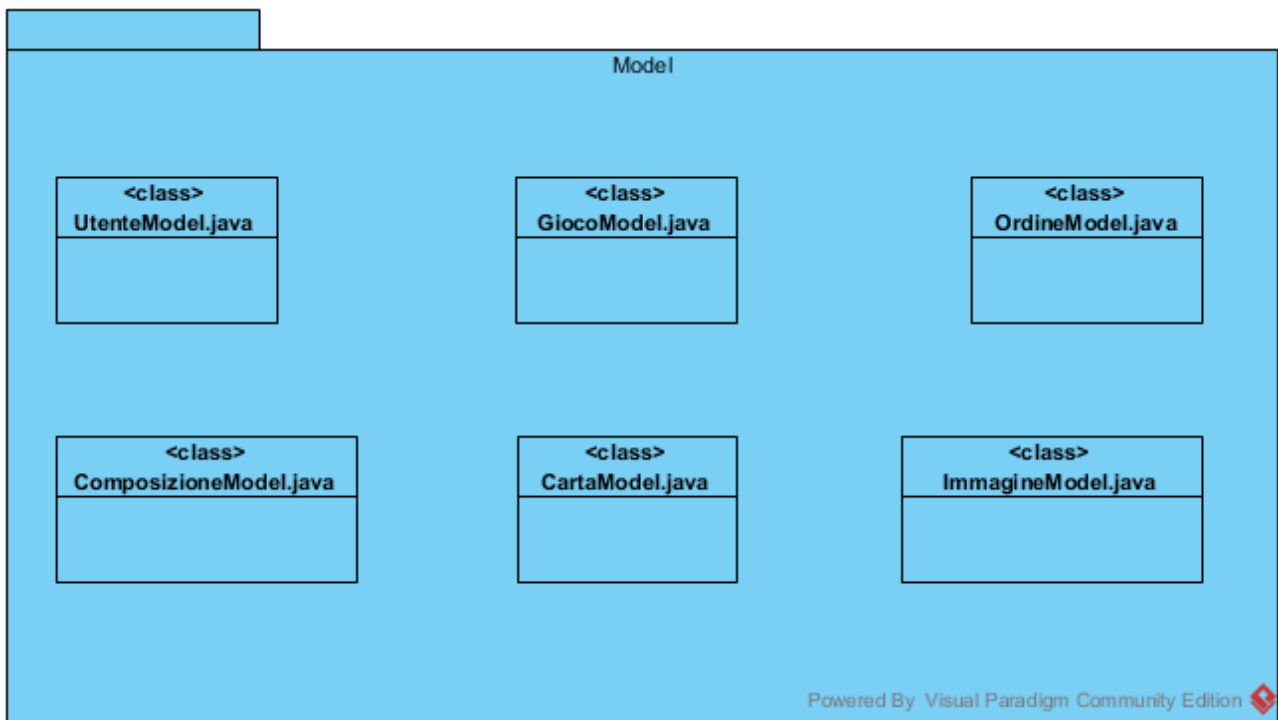 Model
<class>
UtenteModel.java
<class>
GiocoModel.java
<class>
OrdineModel.java
<class>
ComposizioneModel.java
<class>
CartaModel.java
<class>
ImmagineModel.java
Powered By Visual Paradigm Community Edition